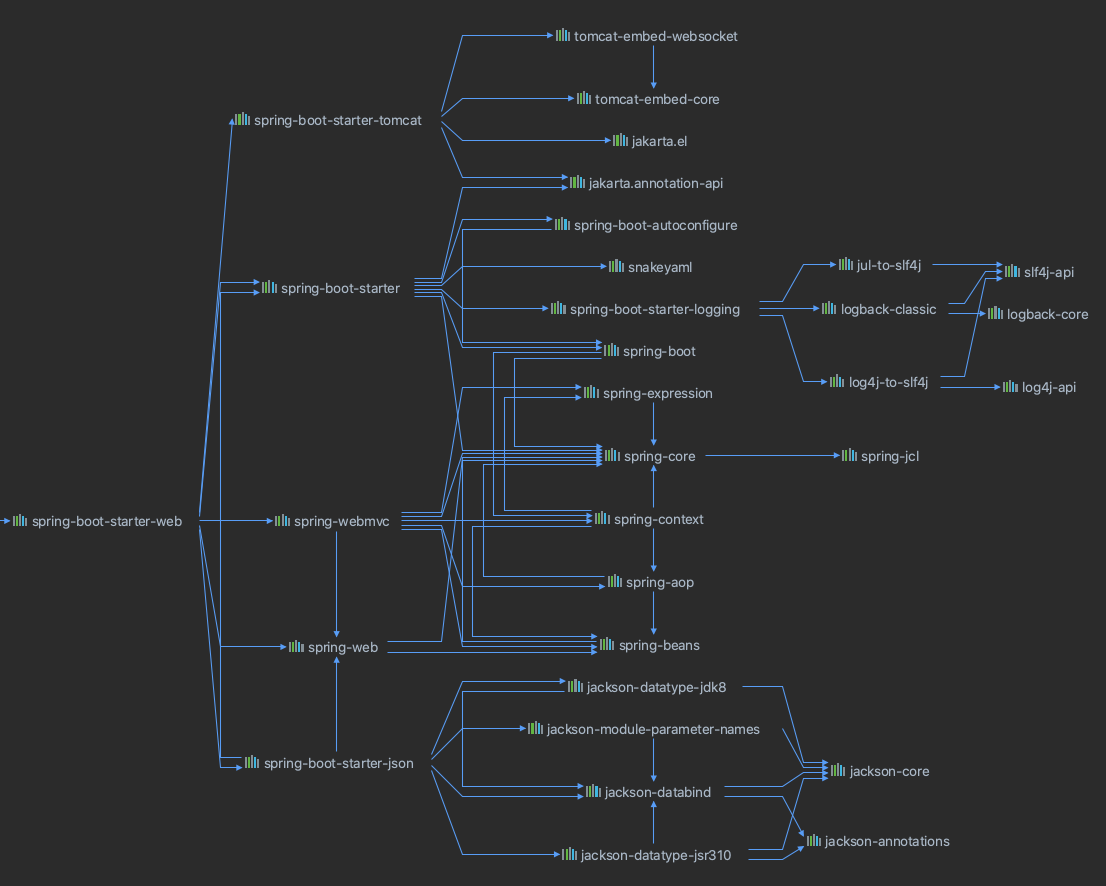 tomcat-embed-websocket
tomcat-embed-core
spring-boot-starter-tomcat
jakarta.el
jakarta.annotation-api
spring-boot-autoconfigure
snakeyaml
jul-to-slf4j
slf4j-api
spring-boot-starter
spring-boot-starter-logging
logback-classic
logback-core
spring-boot
log4j-to-slf4j
log4j-api
spring-expression
spring-core
spring-jcl
spring-boot-starter-web
spring-webmvc
spring-context
spring-aop
spring-web
spring-beans
jackson-datatype-jdk8
jackson-module-parameter-names
spring-boot-starter-json
jackson-core
jackson-databind
jackson-annotations
jackson-datatype-jsr310